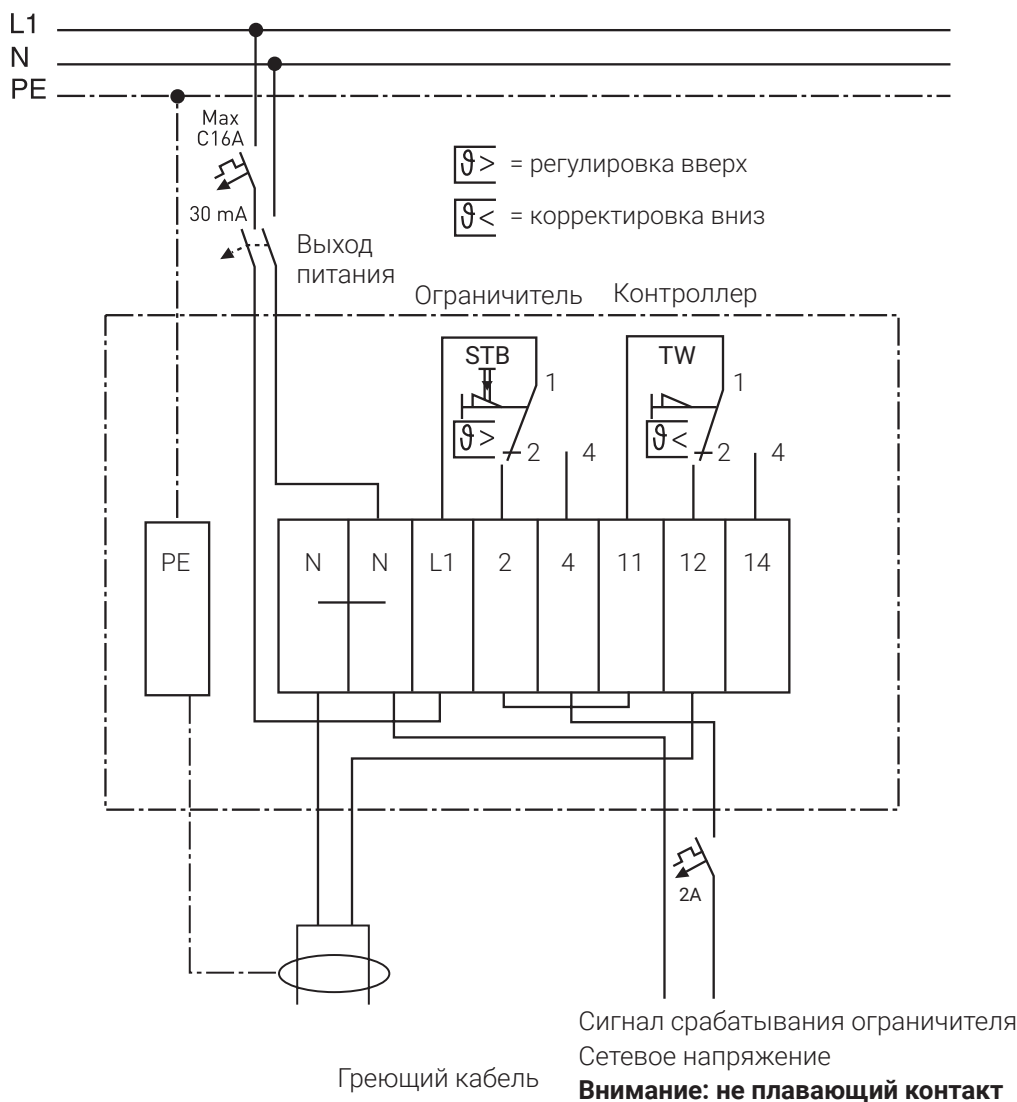 L1
N
PE
Max
C16A
30 mA
ϑ> = регулировка вверх
ϑ< = корректировка вниз
Выход
питания
Ограничитель
Контроллер
STB
1
ϑ>
2
4
TW
1
ϑ<
2
4
PE
N
N
L1
2
4
11
12
14
2A
Сигнал срабатывания ограничителя
Сетевое напряжение
Внимание: не плавающий контакт
Греющий кабель